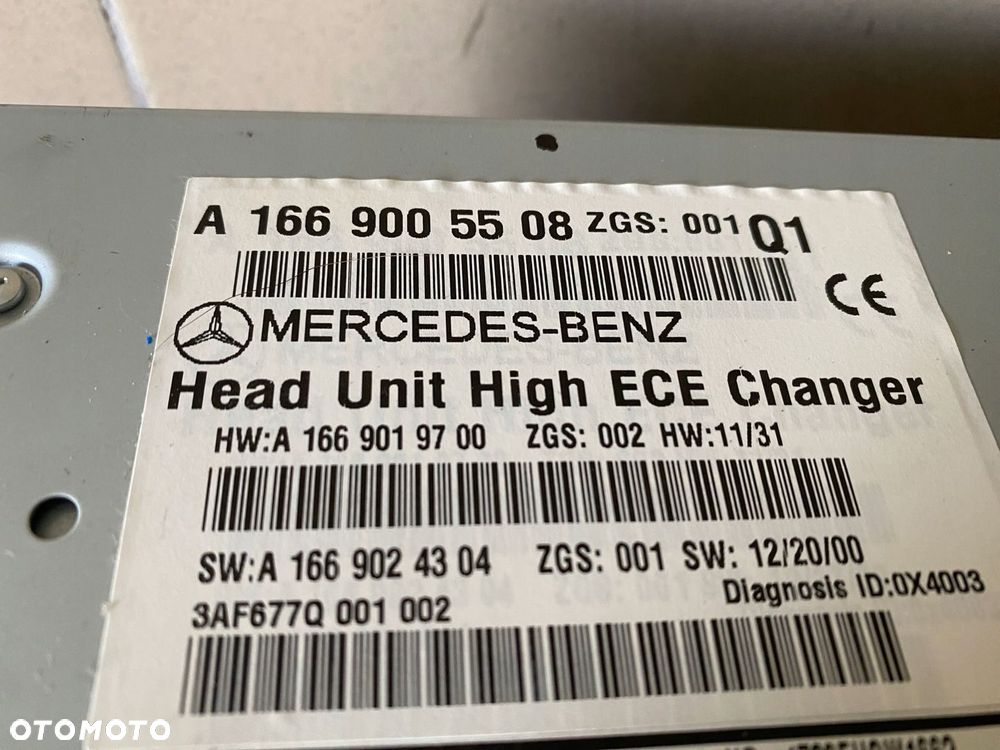 A 166 900 55 08 ZGS: 001 Q1
CE
MERCEDES-BENZ
Head Unit High ECE Changer
HW:A 166 901 97 00 ZGS: 002 HW:11/31
SW:A 166 902 43 04 ZGS: 001 SW: 12/20/00
Diagnosis ID:0X4003
3AF677Q 001 002
OTOMOTO